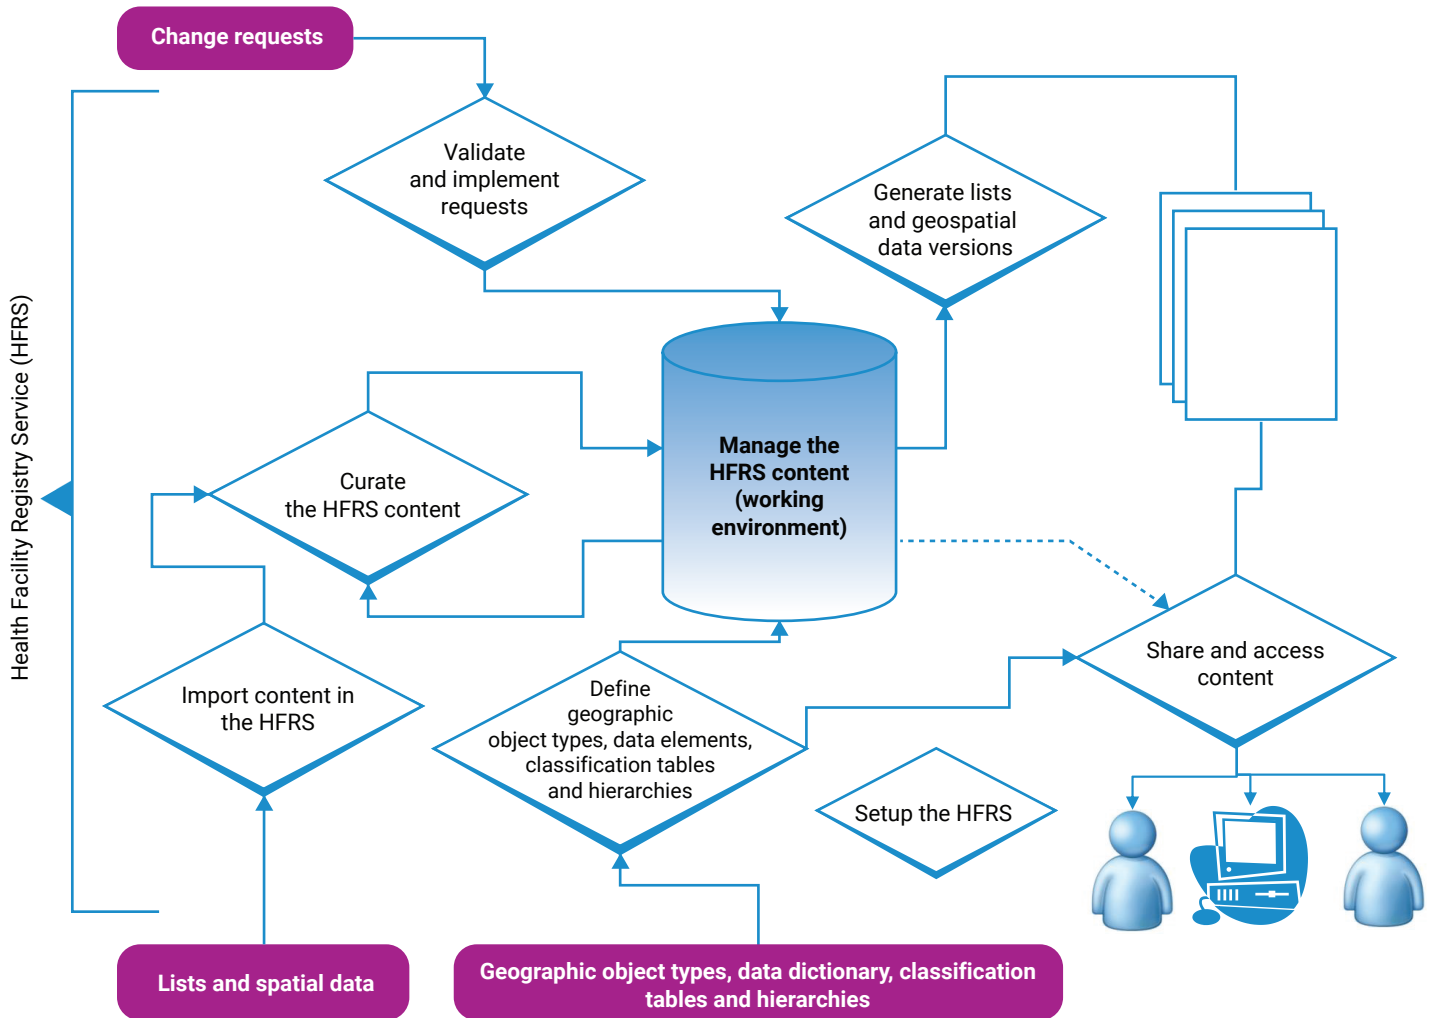 Change requests
Validate
and implement
requests
Generate lists
and geospatial
data versions
Health Facility Registry Service (HFRS)
Manage the
HFRS content
(working
environment)
Curate
the HFRS content
Share and access
content
Import content in
the HFRS
Define
geographic
object types, data elements,
classification tables
and hierarchies
Setup the HFRS
Lists and spatial data
Geographic object types, data dictionary, classification
tables and hierarchies